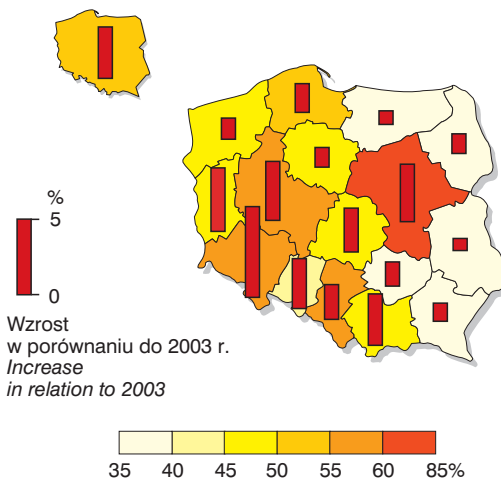 %
5
0
Wzrost
w porównaniu do 2003 r.
Increase
in relation to 2003
35 40 45 50 55 60 85%